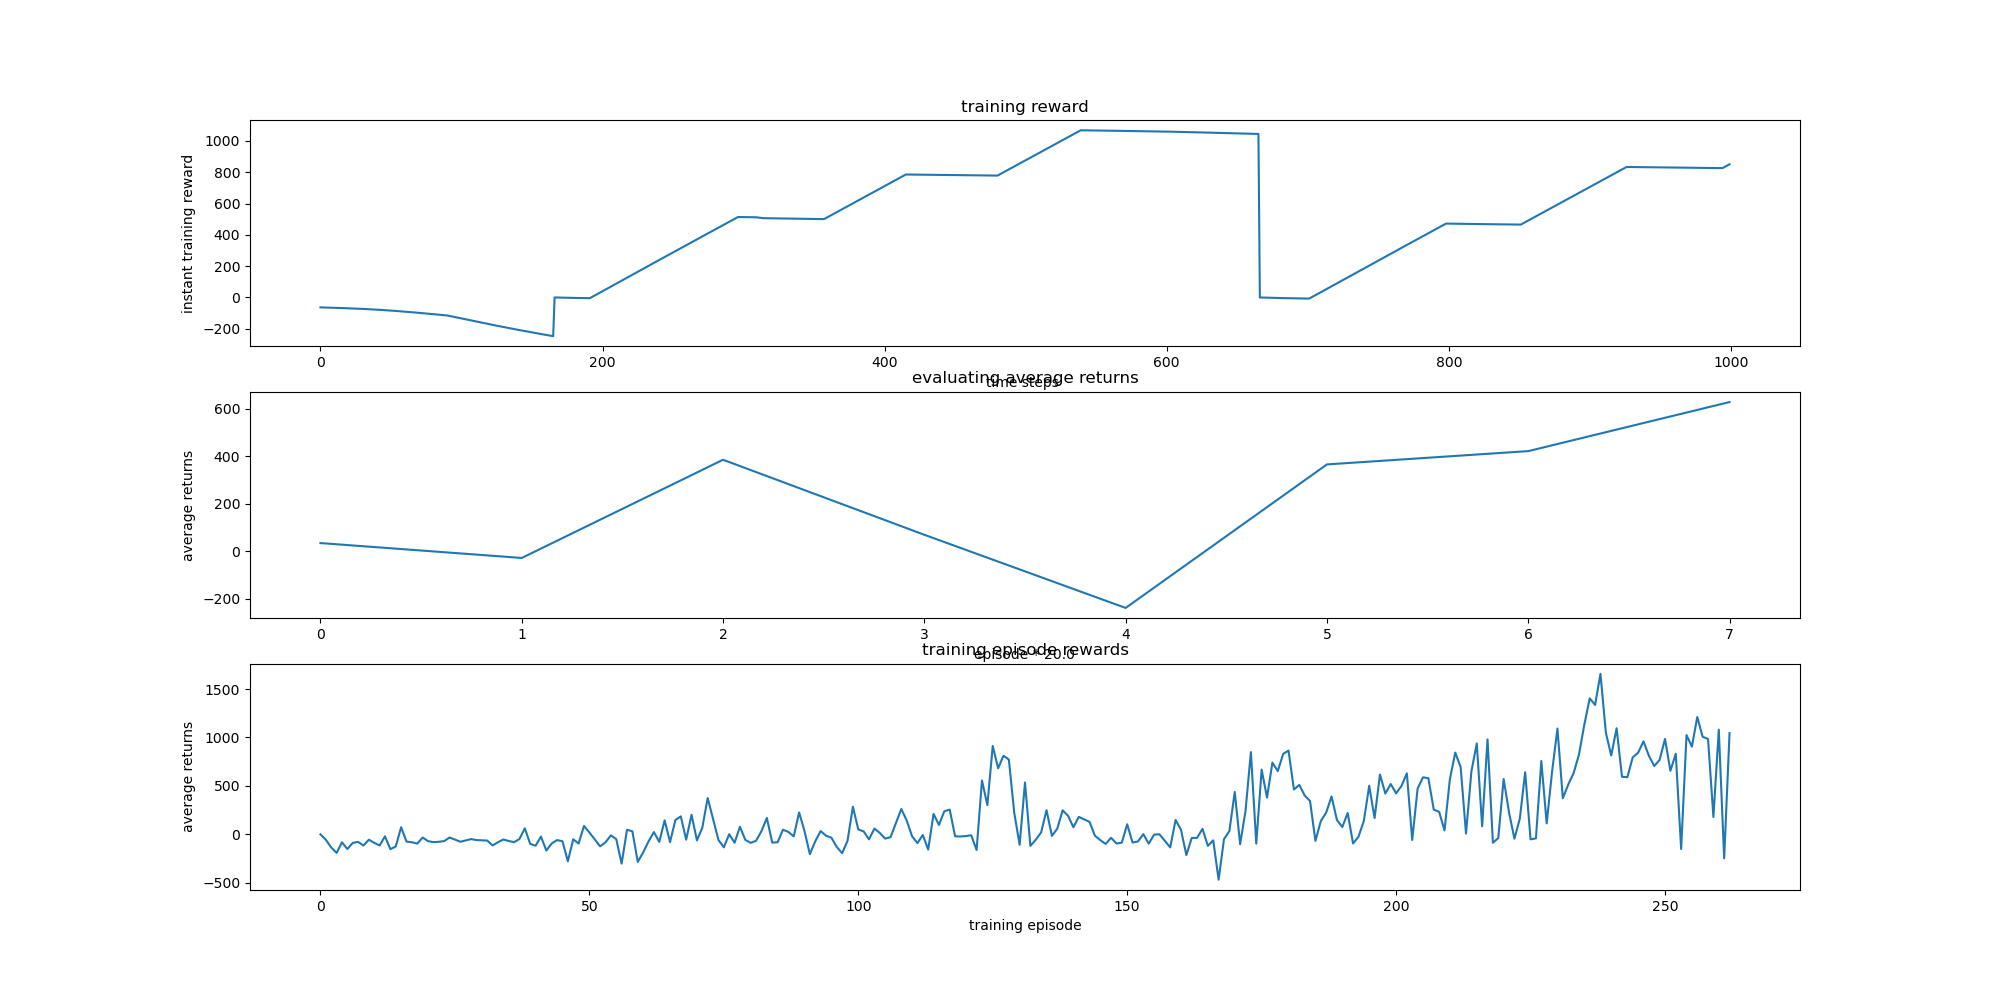 training reward
instant training reward
1000
800
600
400
200
0
−200
0 200 400 600 800 1000
time steps
evaluating average returns
average returns
600
400
200
0
−200
0 1 2 3 4 5 6 7
episode * 20.0
training episode rewards
average returns
1500
1000
500
0
−500
0 50 100 150 200 250
training episode